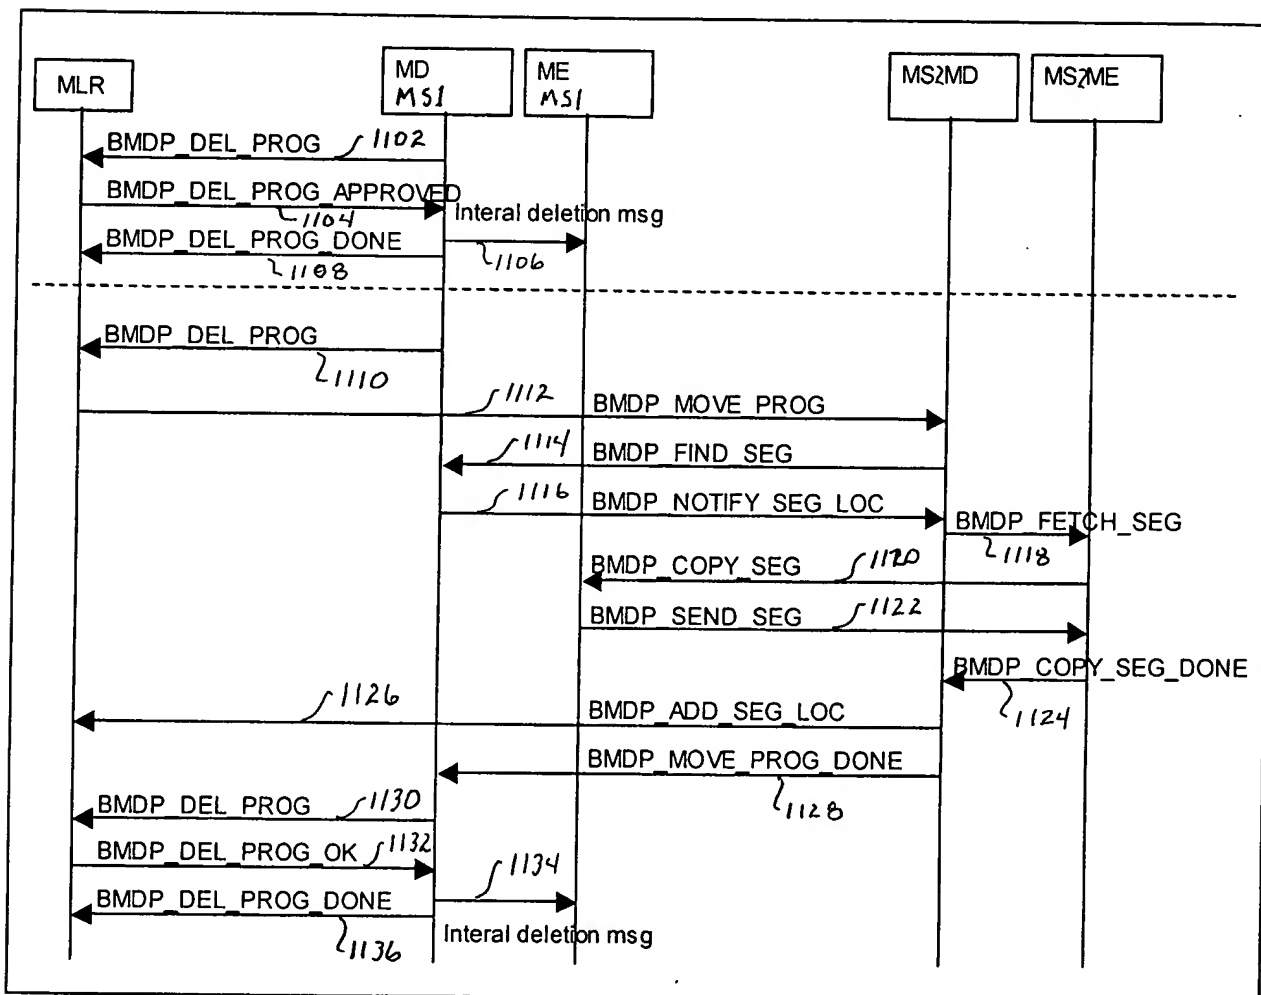 MLR
MD
MS1
ME
MS1
MS2MD
MS2ME
BMDP_DEL_PROG 1102
BMDP_DEL_PROG_APPROVED
1104
Interal deletion msg
BMDP_DEL_PROG_DONE
1106
1108
BMDP_DEL_PROG
1110
1112 BMDP_MOVE_PROG
1114 BMDP_FIND_SEG
1116 BMDP_NOTIFY_SEG_LOC
BMDP_FETCH_SEG
1118
BMDP_COPY_SEG 1120
BMDP_SEND_SEG 1122
BMDP_COPY_SEG_DONE
1124
1126 BMDP_ADD_SEG_LOC
BMDP_MOVE_PROG_DONE
1128
BMDP_DEL_PROG 1130
BMDP_DEL_PROG_OK 1132
1134
BMDP_DEL_PROG_DONE
1136
Interal deletion msg